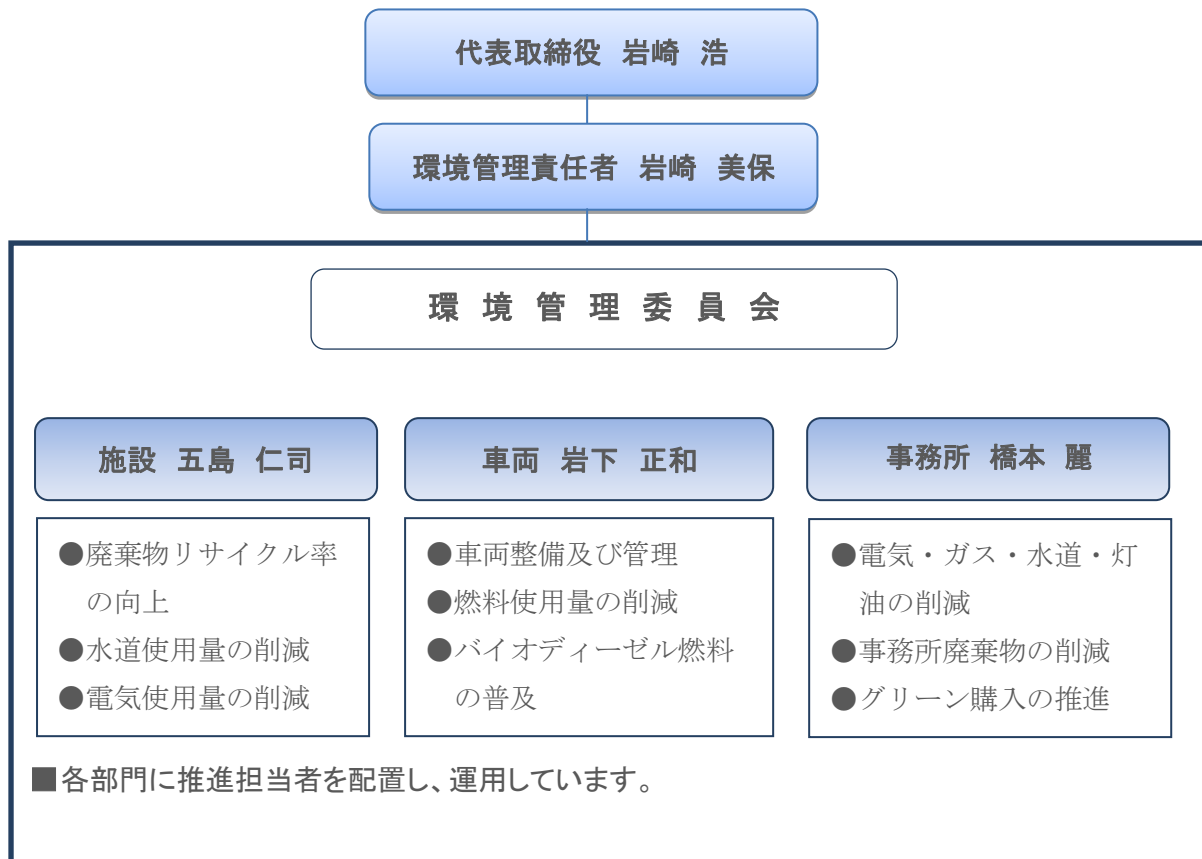 代表取締役 岩崎 浩
環境管理責任者 岩崎 美保
環 境 管 理 委 員 会
施設 五島 仁司
●廃棄物リサイクル率
の向上
●水道使用量の削減
●電気使用量の削減
車両 岩下 正和
●車両整備及び管理
●燃料使用量の削減
●バイオディーゼル燃料
の普及
事務所 橋本 麗
●電気・ガス・水道・灯
油の削減
●事務所廃棄物の削減
●グリーン購入の推進
■各部門に推進担当者を配置し、運用しています。